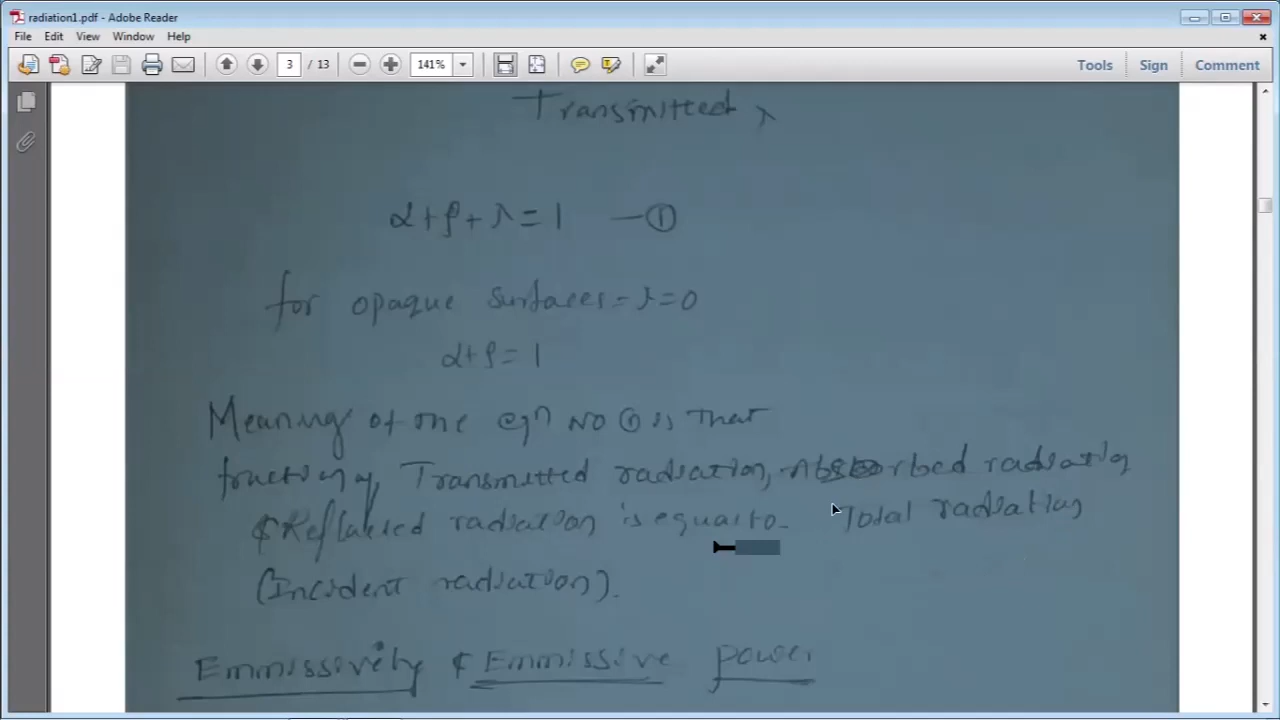 radiation1.pdf - Adobe Reader
File Edit View Window Help
3 / 13 141% Tools Sign Comment
Transmitted λ
α+ρ+λ=1 —①
for opaque surfaces - λ=0
α+ρ=1
Meaning of the eqn No ① is that
fraction of Transmitted radiation, Absorbed radiation
& Reflected radiation is equal to - Total radiation
(Incident radiation).
Emmissivity & Emmissive power